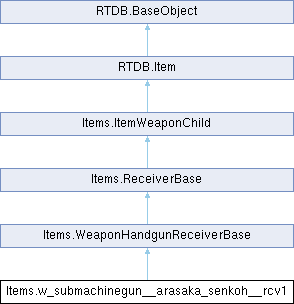 RTDB.BaseObject
RTDB.Item
Items.ItemWeaponChild
Items.ReceiverBase
Items.WeaponHandgunReceiverBase
Items.w_submachinegun__arasaka_senkoh__rcv1